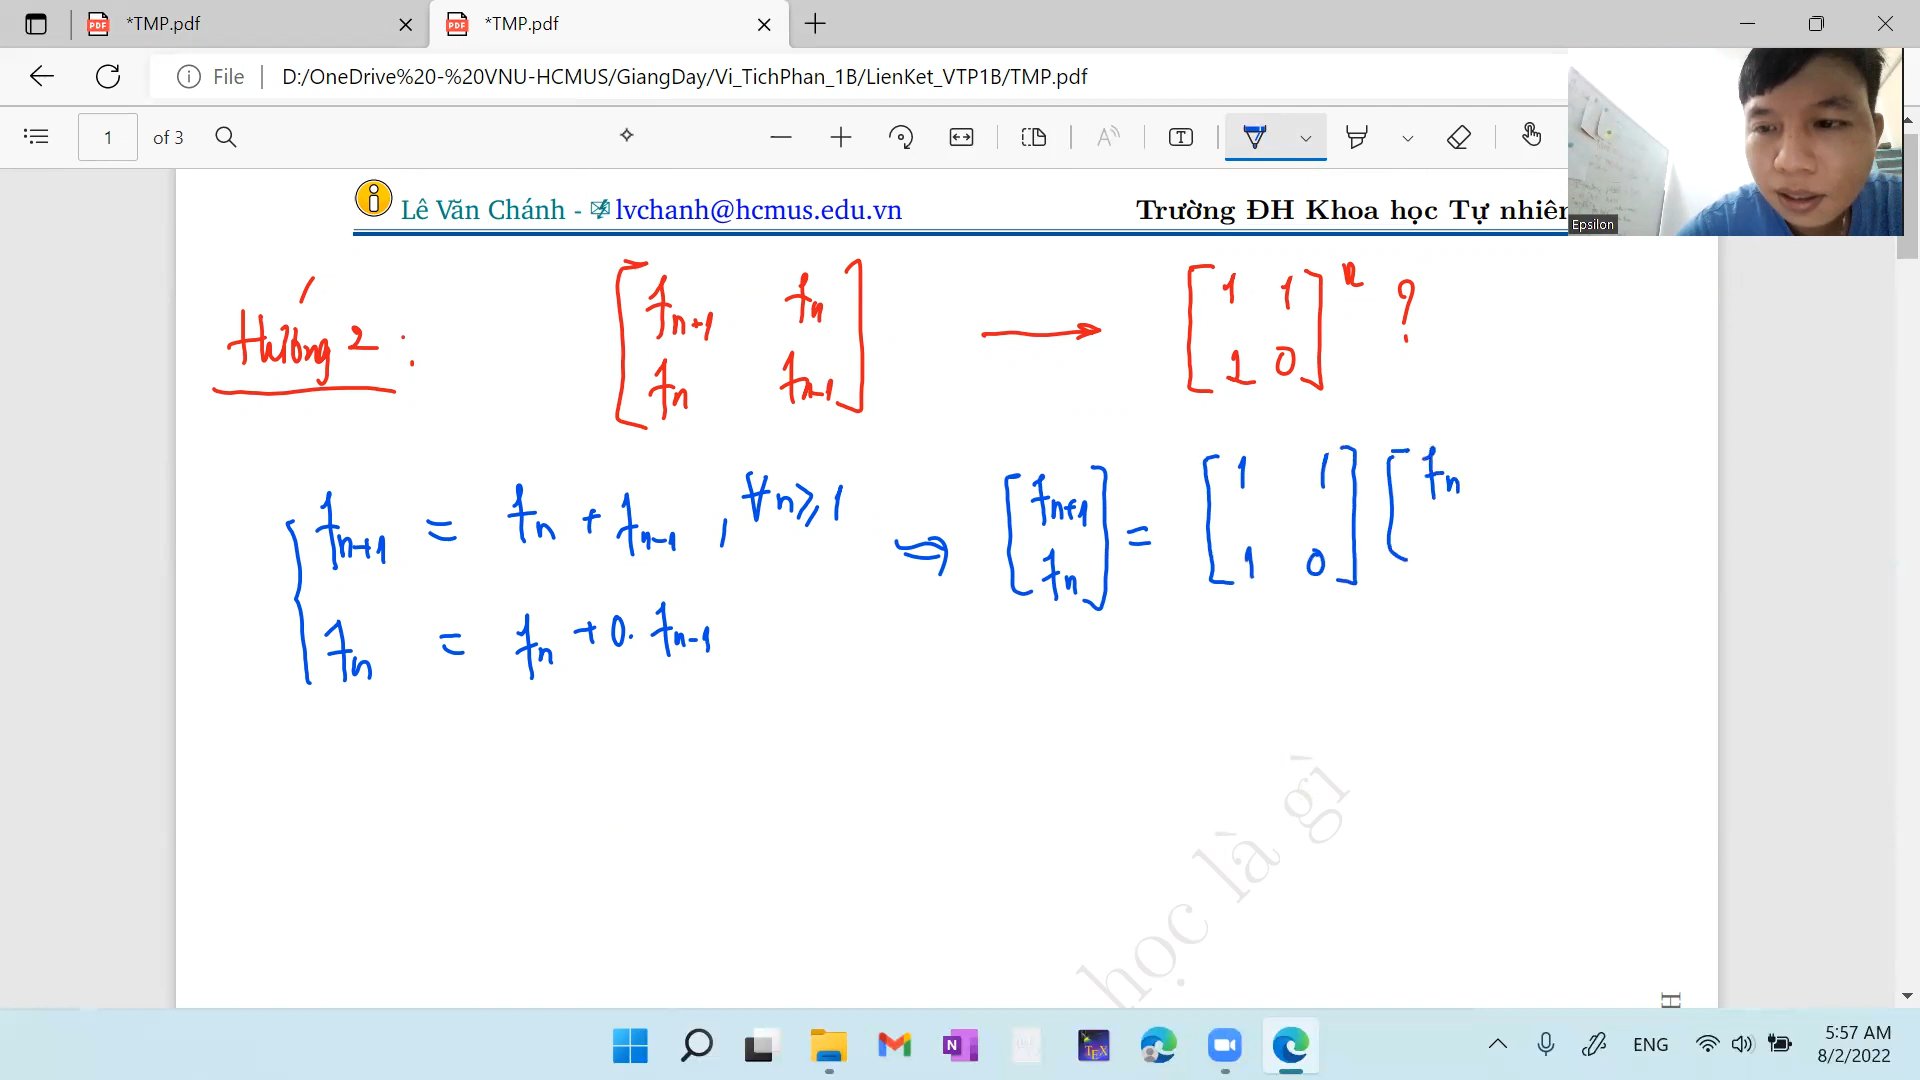 *TMP.pdf
*TMP.pdf
File
D:/OneDrive%20-%20VNU-HCMUS/GiangDay/Vi_TichPhan_1B/LienKet_VTP1B/TMP.pdf
1 of 3
Lê Văn Chánh - lvchanh@hcmus.edu.vn
Trường ĐH Khoa học Tự nhiên
Epsilon
Hướng 2 :
[ f_{n+1} f_n ; f_n f_{n-1} ] → [ 1 1 ; 1 0 ]^n ?
{ f_{n+1} = f_n + f_{n-1} , ∀n ⩾ 1
f_n = f_n + 0. f_{n-1}
⇒ [ f_{n+1} ; f_n ] = [ 1 1 ; 1 0 ] [ f_n
học là gì
H
ENG
5:57 AM
8/2/2022